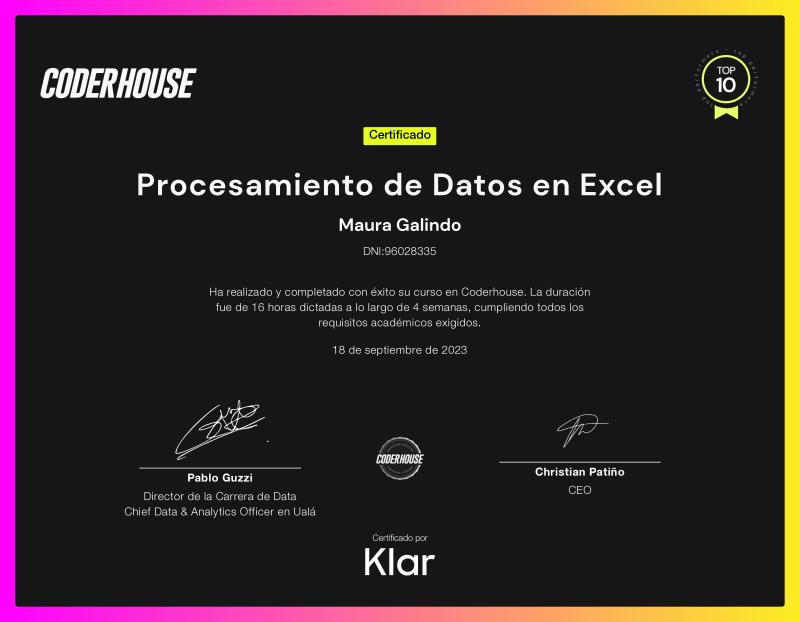 CODERHOUSE
TOP
10
Certificado
Procesamiento de Datos en Excel
Maura Galindo
DNI:96028335
Ha realizado y completado con éxito su curso en Coderhouse. La duración
fue de 16 horas dictadas a lo largo de 4 semanas, cumpliendo todos los
requisitos académicos exigidos.
18 de septiembre de 2023
Pablo Guzzi
Director de la Carrera de Data
Chief Data & Analytics Officer en Ualá
CODERHOUSE
Christian Patiño
CEO
Certificado por
Klar